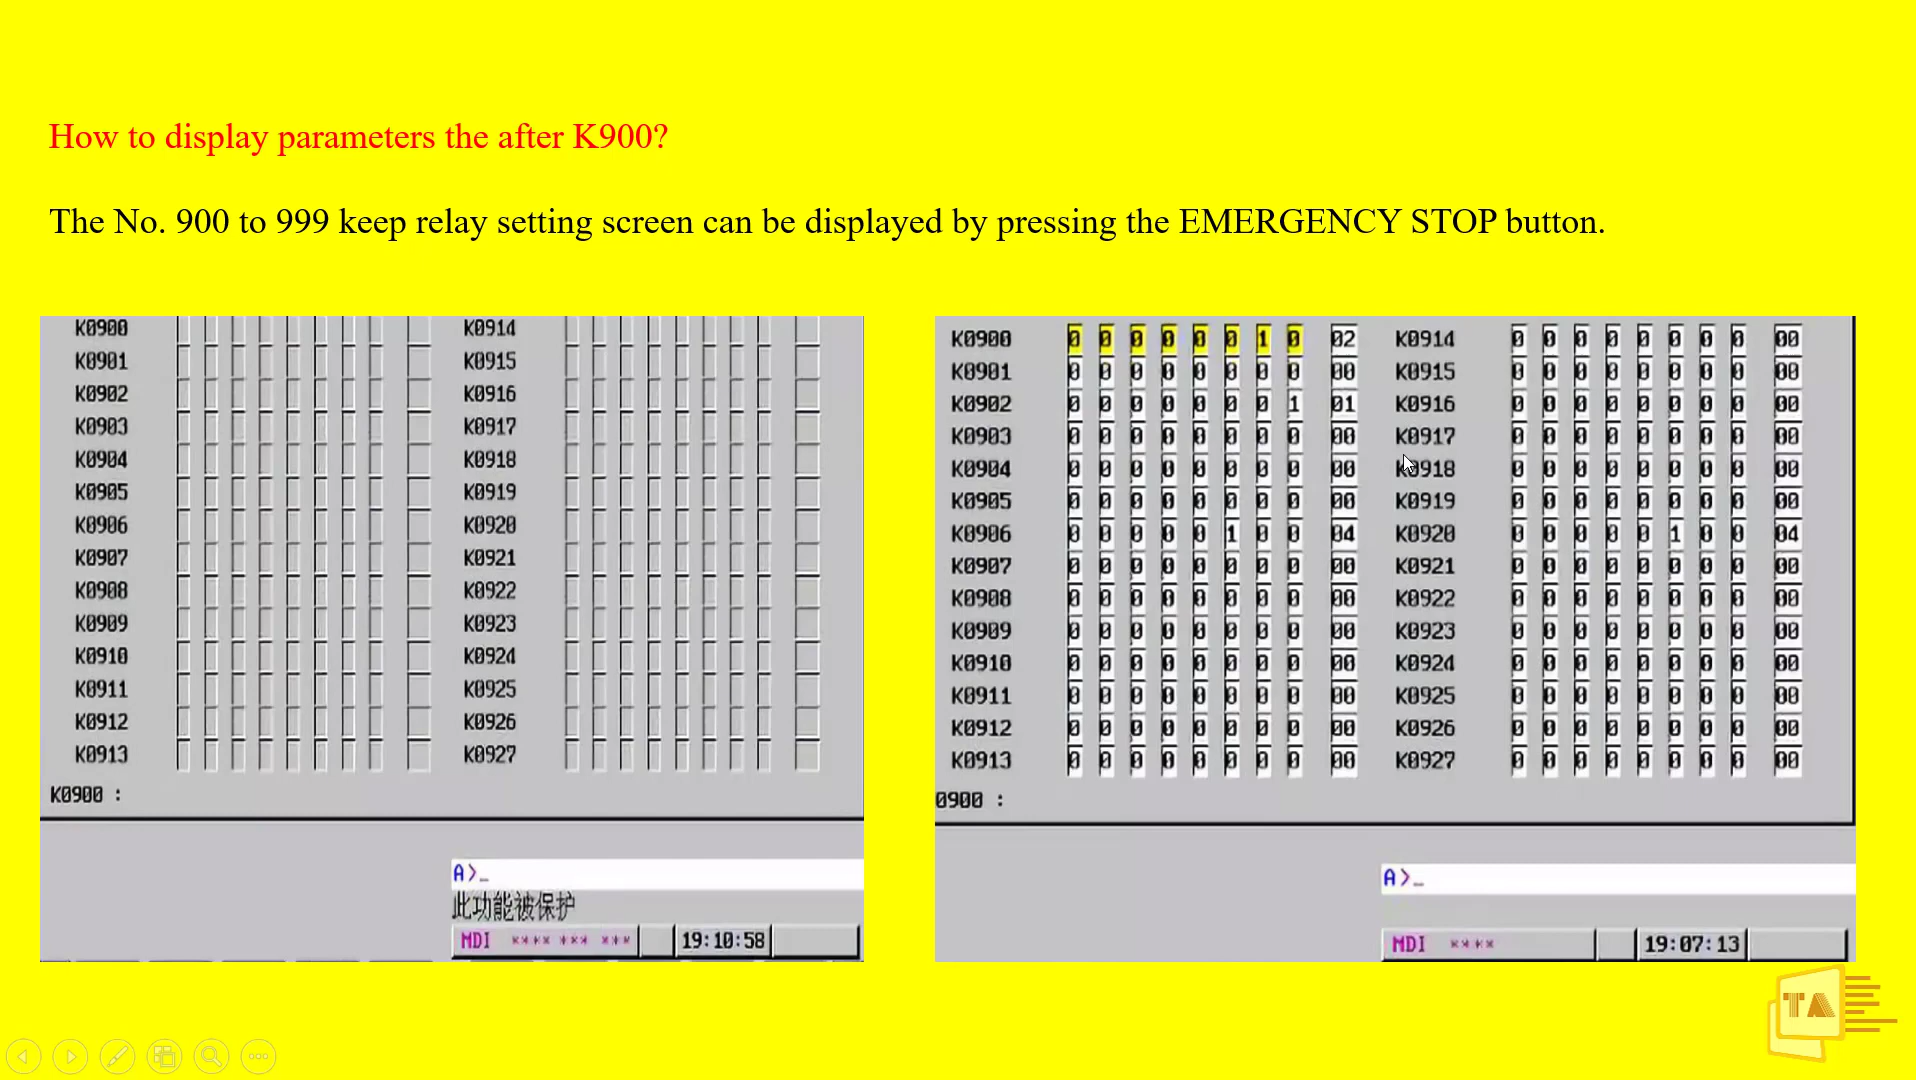 How to display parameters the after K900?
The No. 900 to 999 keep relay setting screen can be displayed by pressing the EMERGENCY STOP button.
K0900 K0914
K0901 K0915
K0902 K0916
K0903 K0917
K0904 K0918
K0905 K0919
K0906 K0920
K0907 K0921
K0908 K0922
K0909 K0923
K0910 K0924
K0911 K0925
K0912 K0926
K0913 K0927
K0900 :
A>_
此功能被保护
MDI **** *** *** 19:10:58
K0900 0 0 0 0 0 0 1 0 02 K0914 0 0 0 0 0 0 0 0 00
K0901 0 0 0 0 0 0 0 0 00 K0915 0 0 0 0 0 0 0 0 00
K0902 0 0 0 0 0 0 0 1 01 K0916 0 0 0 0 0 0 0 0 00
K0903 0 0 0 0 0 0 0 0 00 K0917 0 0 0 0 0 0 0 0 00
K0904 0 0 0 0 0 0 0 0 00 K0918 0 0 0 0 0 0 0 0 00
K0905 0 0 0 0 0 0 0 0 00 K0919 0 0 0 0 0 0 0 0 00
K0906 0 0 0 0 0 1 0 0 04 K0920 0 0 0 0 0 1 0 0 04
K0907 0 0 0 0 0 0 0 0 00 K0921 0 0 0 0 0 0 0 0 00
K0908 0 0 0 0 0 0 0 0 00 K0922 0 0 0 0 0 0 0 0 00
K0909 0 0 0 0 0 0 0 0 00 K0923 0 0 0 0 0 0 0 0 00
K0910 0 0 0 0 0 0 0 0 00 K0924 0 0 0 0 0 0 0 0 00
K0911 0 0 0 0 0 0 0 0 00 K0925 0 0 0 0 0 0 0 0 00
K0912 0 0 0 0 0 0 0 0 00 K0926 0 0 0 0 0 0 0 0 00
K0913 0 0 0 0 0 0 0 0 00 K0927 0 0 0 0 0 0 0 0 00
0900 :
A>_
MDI **** 19:07:13
TA